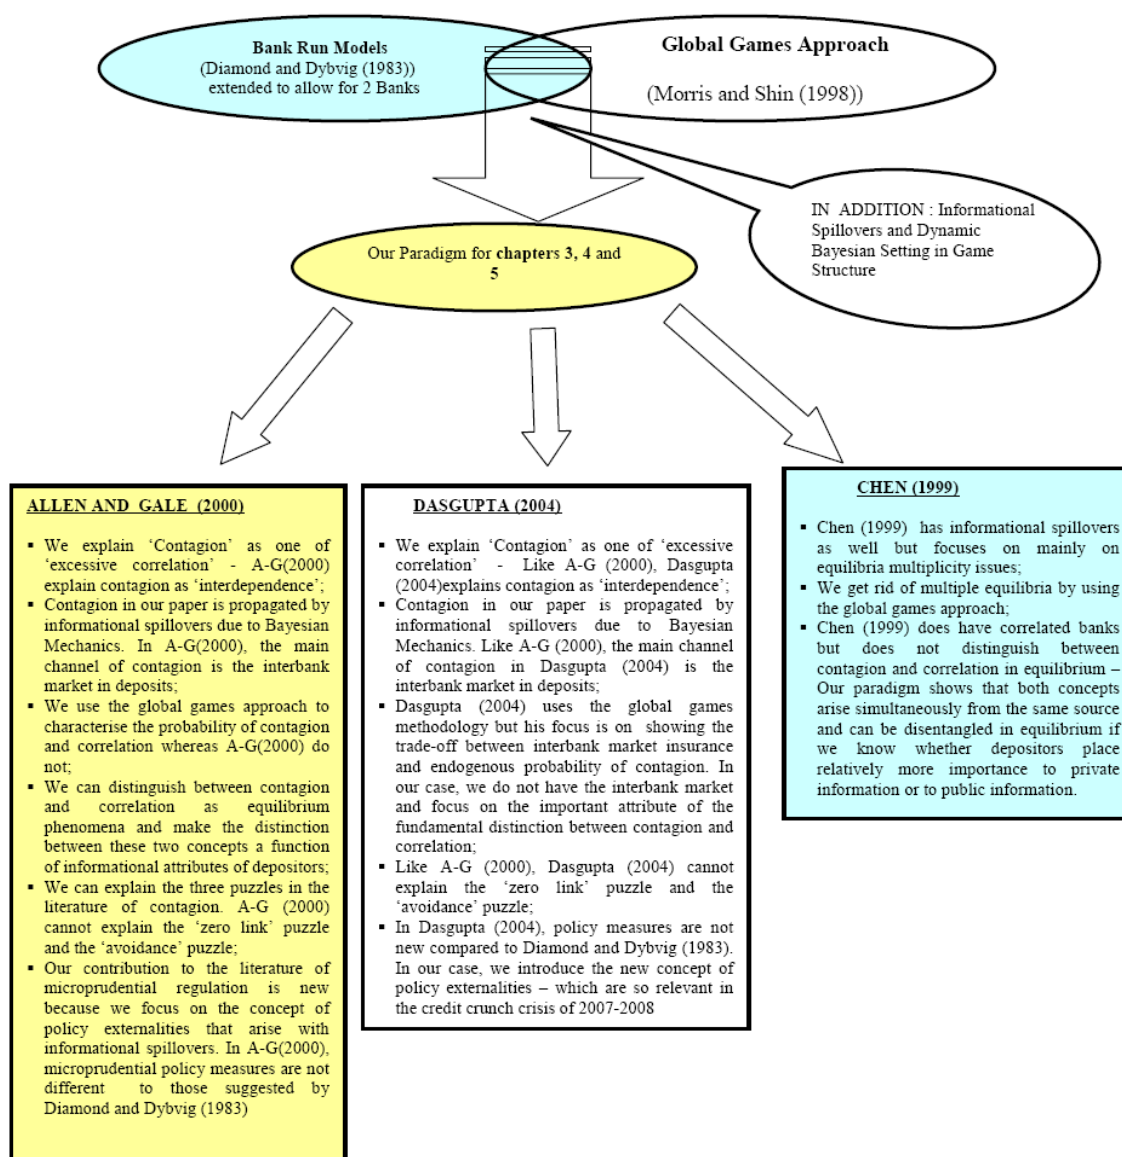 Bank Run Models
(Diamond and Dybvig (1983))
extended to allow for 2 Banks
Global Games Approach
(Morris and Shin (1998))
IN ADDITION : Informational
Spillovers and Dynamic
Bayesian Setting in Game
Structure
Our Paradigm for chapters 3, 4 and
5
ALLEN AND GALE (2000)
▪ We explain ‘Contagion’ as one of
‘excessive correlation’ - A-G(2000)
explain contagion as ‘interdependence’;
▪ Contagion in our paper is propagated by
informational spillovers due to Bayesian
Mechanics. In A-G(2000), the main
channel of contagion is the interbank
market in deposits;
▪ We use the global games approach to
characterise the probability of contagion
and correlation whereas A-G(2000) do
not;
▪ We can distinguish between contagion
and correlation as equilibrium
phenomena and make the distinction
between these two concepts a function
of informational attributes of depositors;
▪ We can explain the three puzzles in the
literature of contagion. A-G (2000)
cannot explain the ‘zero link’ puzzle
and the ‘avoidance’ puzzle;
▪ Our contribution to the literature of
microprudential regulation is new
because we focus on the concept of
policy externalities that arise with
informational spillovers. In A-G(2000),
microprudential policy measures are not
different to those suggested by
Diamond and Dybvig (1983)
DASGUPTA (2004)
▪ We explain ‘Contagion’ as one of ‘excessive
correlation’ - Like A-G (2000), Dasgupta
(2004)explains contagion as ‘interdependence’;
▪ Contagion in our paper is propagated by
informational spillovers due to Bayesian
Mechanics. Like A-G (2000), the main channel
of contagion in Dasgupta (2004) is the
interbank market in deposits;
▪ Dasgupta (2004) uses the global games
methodology but his focus is on showing the
trade-off between interbank market insurance
and endogenous probability of contagion. In
our case, we do not have the interbank market
and focus on the important attribute of the
fundamental distinction between contagion and
correlation;
▪ Like A-G (2000), Dasgupta (2004) cannot
explain the ‘zero link’ puzzle and the
‘avoidance’ puzzle;
▪ In Dasgupta (2004), policy measures are not
new compared to Diamond and Dybvig (1983).
In our case, we introduce the new concept of
policy externalities – which are so relevant in
the credit crunch crisis of 2007-2008
CHEN (1999)
▪ Chen (1999) has informational spillovers
as well but focuses on mainly on
equilibria multiplicity issues;
▪ We get rid of multiple equilibria by using
the global games approach;
▪ Chen (1999) does have correlated banks
but does not distinguish between
contagion and correlation in equilibrium –
Our paradigm shows that both concepts
arise simultaneously from the same source
and can be disentangled in equilibrium if
we know whether depositors place
relatively more importance to private
information or to public information.